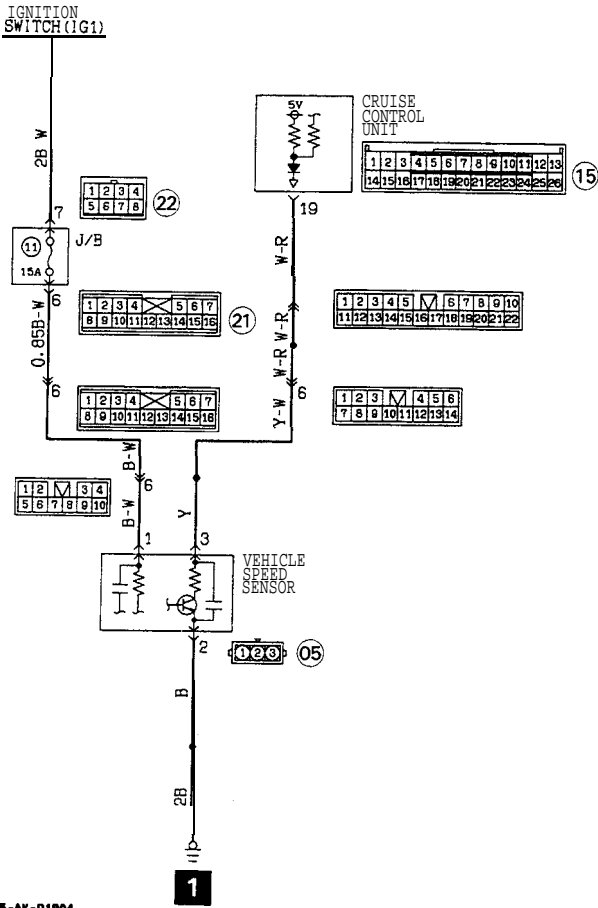 IGNITION
SWITCH(IG1)
2B W
5V
CRUISE
CONTROL
UNIT
1 2 3 4 5 6 7 8 9 10 11 12 13
14 15 16 17 18 19 20 21 22 23 24 25 26
15
1 2 3 4
5 6 7 8
22
7
19
11
15A
J/B
W-R
6
1 2 3 4 5 6 7
8 9 10 11 12 13 14 15 16
21
1 2 3 4 5 6 7 8 9 10
11 12 13 14 15 16 17 18 19 20 21 22
0.85B-W
W-R
W-R
6
6
1 2 3 4 5 6 7
8 9 10 11 12 13 14 15 16
1 2 3 4 5 6
7 8 9 10 11 12 13 14
Y-W
B-W
6
1 2 3 4
5 6 7 8 9 10
B-W
Y
1
3
VEHICLE
SPEED
SENSOR
2
1 2 3
05
B
2B
1